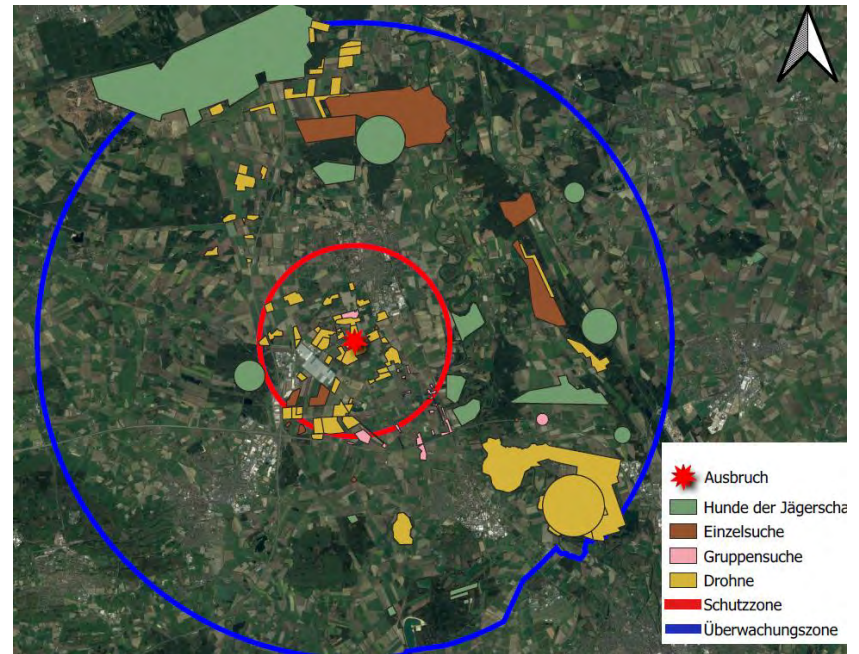 Ausbruch
Hunde der Jägerscha
Einzelsuche
Gruppensuche
Drohne
Schutzzone
Überwachungszone